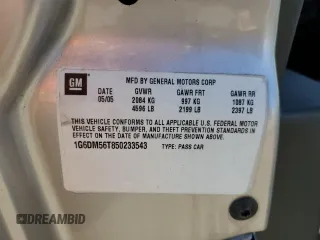 GM
MFD BY GENERAL MOTORS CORP
DATE GVWR GAWR FRT GAWR RR
05/05 2084 KG 997 KG 1087 KG
4596 LB 2199 LB 2397 LB
THIS VEHICLE CONFORMS TO ALL APPLICABLE U.S. FEDERAL MOTOR
VEHICLE SAFETY, BUMPER, AND THEFT PREVENTION STANDARDS
IN EFFECT ON THE DATE OF MANUFACTURE SHOWN ABOVE.
1G6DM56T850233543 TYPE: PASS CAR
DREAMBID